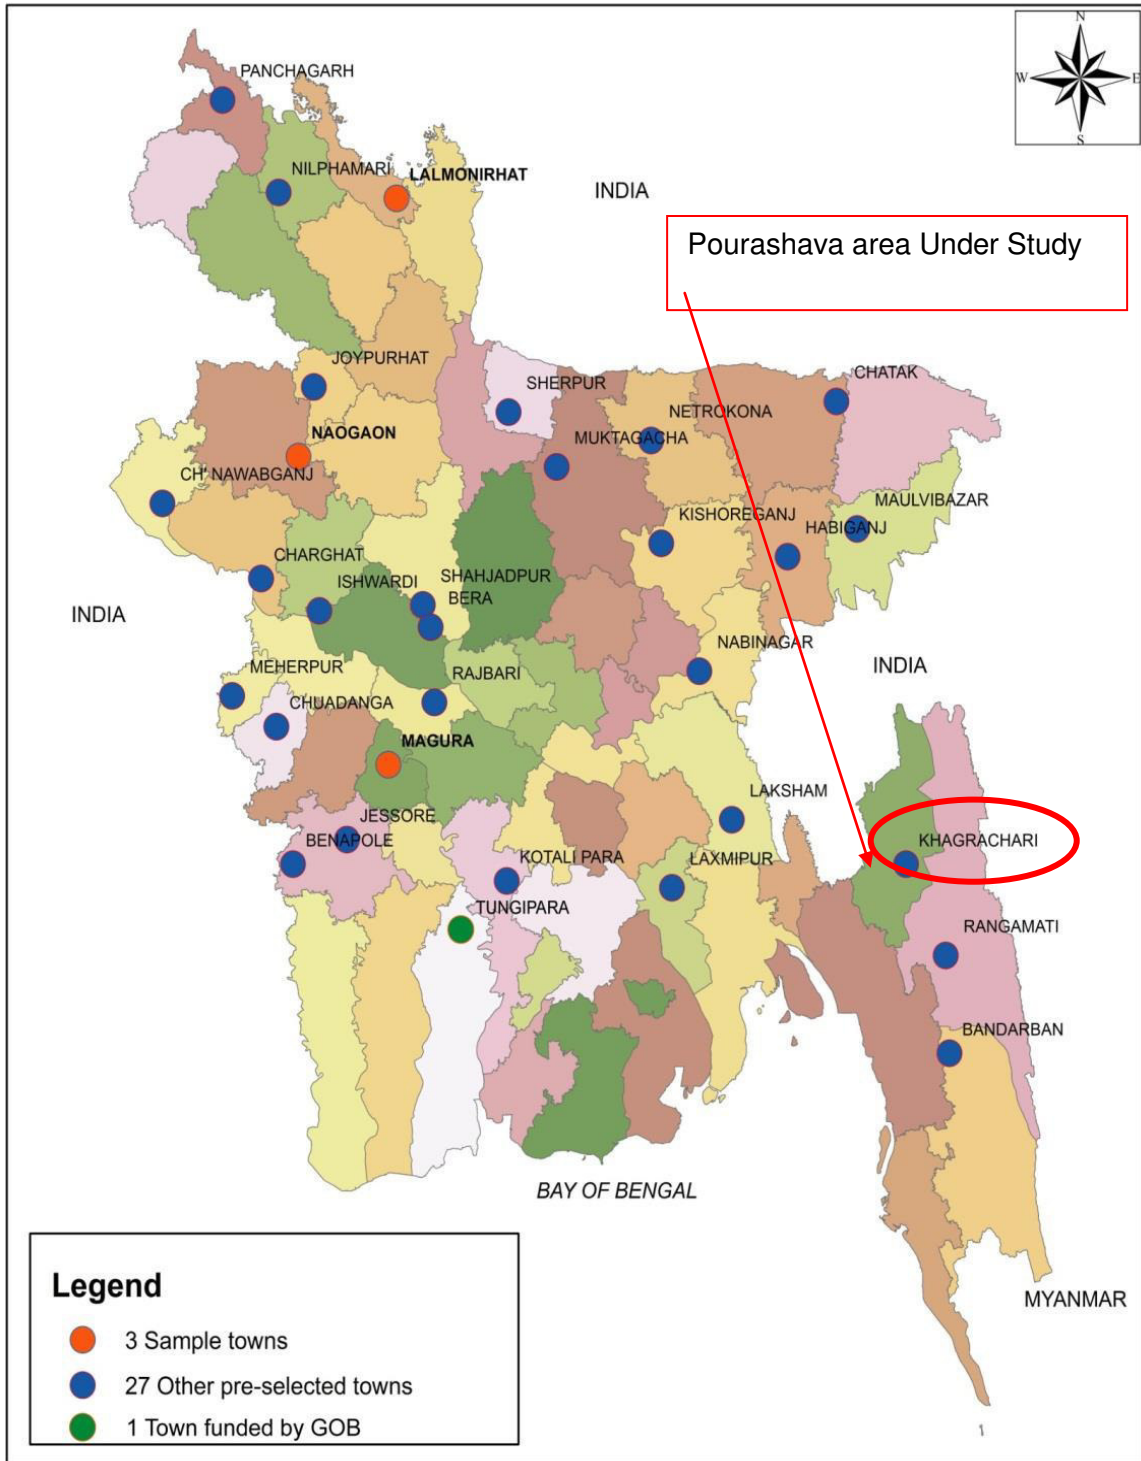 N
W
E
S
PANCHAGARH
NILPHAMARI
LALMONIRHAT
INDIA
Pourashava area Under Study
JOYPURHAT
SHERPUR
CHATAK
NETROKONA
NAOGAON
MUKTAGACHA
CH' NAWABGANJ
MAULVIBAZAR
KISHOREGANJ
HABIGANJ
CHARGHAT
ISHWARDI
SHAHJADPUR
BERA
INDIA
NABINAGAR
MEHERPUR
RAJBARI
INDIA
CHUADANGA
MAGURA
LAKSHAM
JESSORE
BENAPOLE
KHAGRACHARI
KOTALI PARA
LAXMIPUR
TUNGIPARA
RANGAMATI
BANDARBAN
BAY OF BENGAL
MYANMAR
Legend
3 Sample towns
27 Other pre-selected towns
1 Town funded by GOB
1